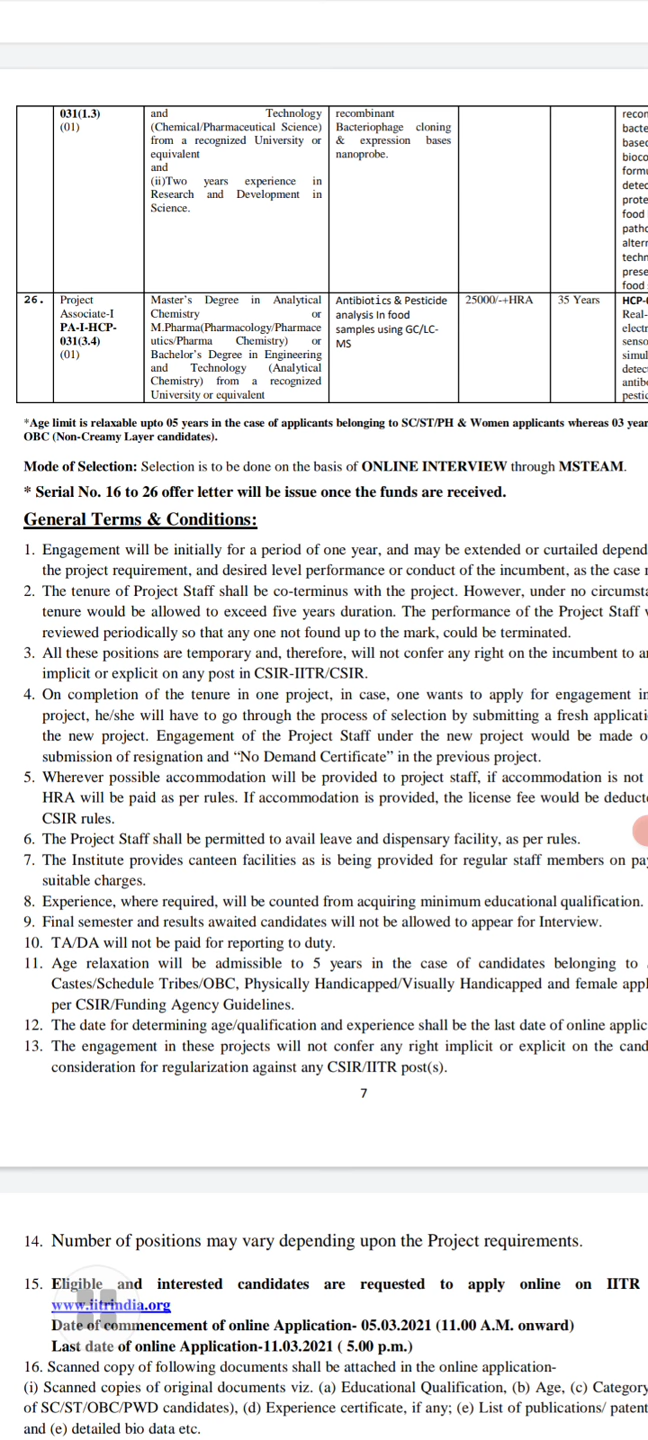 031(1.3)
(01)
and Technology
(Chemical/Pharmaceutical Science)
from a recognized University or
equivalent
and
(ii)Two years experience in
Research and Development in
Science.
recombinant
Bacteriophage cloning
& expression bases
nanoprobe.
26.
Project
Associate-I
PA-I-HCP-
031(3.4)
(01)
Master's Degree in Analytical
Chemistry or
M.Pharma(Pharmacology/Pharmace
utics/Pharma Chemistry) or
Bachelor's Degree in Engineering
and Technology (Analytical
Chemistry) from a recognized
University or equivalent
Antibiotics & Pesticide
analysis In food
samples using GC/LC-
MS
25000/-+HRA
35 Years
food
HCP-
Real-
*Age limit is relaxable upto 05 years in the case of applicants belonging to SC/ST/PH & Women applicants whereas 03 year
OBC (Non-Creamy Layer candidates).
Mode of Selection: Selection is to be done on the basis of ONLINE INTERVIEW through MSTEAM.
* Serial No. 16 to 26 offer letter will be issue once the funds are received.
General Terms & Conditions:
1. Engagement will be initially for a period of one year, and may be extended or curtailed depend
the project requirement, and desired level performance or conduct of the incumbent, as the case
2. The tenure of Project Staff shall be co-terminus with the project. However, under no circumsta
tenure would be allowed to exceed five years duration. The performance of the Project Staff
reviewed periodically so that any one not found up to the mark, could be terminated.
3. All these positions are temporary and, therefore, will not confer any right on the incumbent to
implicit or explicit on any post in CSIR-IITR/CSIR.
4. On completion of the tenure in one project, in case, one wants to apply for engagement in
project, he/she will have to go through the process of selection by submitting a fresh applicati
the new project. Engagement of the Project Staff under the new project would be made o
submission of resignation and “No Demand Certificate” in the previous project.
5. Wherever possible accommodation will be provided to project staff, if accommodation is not
HRA will be paid as per rules. If accommodation is provided, the license fee would be deducte
CSIR rules.
6. The Project Staff shall be permitted to avail leave and dispensary facility, as per rules.
7. The Institute provides canteen facilities as is being provided for regular staff members on pay
suitable charges.
8. Experience, where required, will be counted from acquiring minimum educational qualification.
9. Final semester and results awaited candidates will not be allowed to appear for Interview.
10. TA/DA will not be paid for reporting to duty.
11. Age relaxation will be admissible to 5 years in the case of candidates belonging to
Castes/Schedule Tribes/OBC, Physically Handicapped/Visually Handicapped and female appl
per CSIR/Funding Agency Guidelines.
12. The date for determining age/qualification and experience shall be the last date of online applic
13. The engagement in these projects will not confer any right implicit or explicit on the cand
consideration for regularization against any CSIR/IITR post(s).
7
14. Number of positions may vary depending upon the Project requirements.
15. Eligible and interested candidates are requested to apply online on IITR
www.iitrindia.org
Date of commencement of online Application- 05.03.2021 (11.00 A.M. onward)
Last date of online Application-11.03.2021 ( 5.00 p.m.)
16. Scanned copy of following documents shall be attached in the online application-
(i) Scanned copies of original documents viz. (a) Educational Qualification, (b) Age, (c) Category
of SC/ST/OBC/PWD candidates), (d) Experience certificate, if any; (e) List of publications/ patent
and (e) detailed bio data etc.